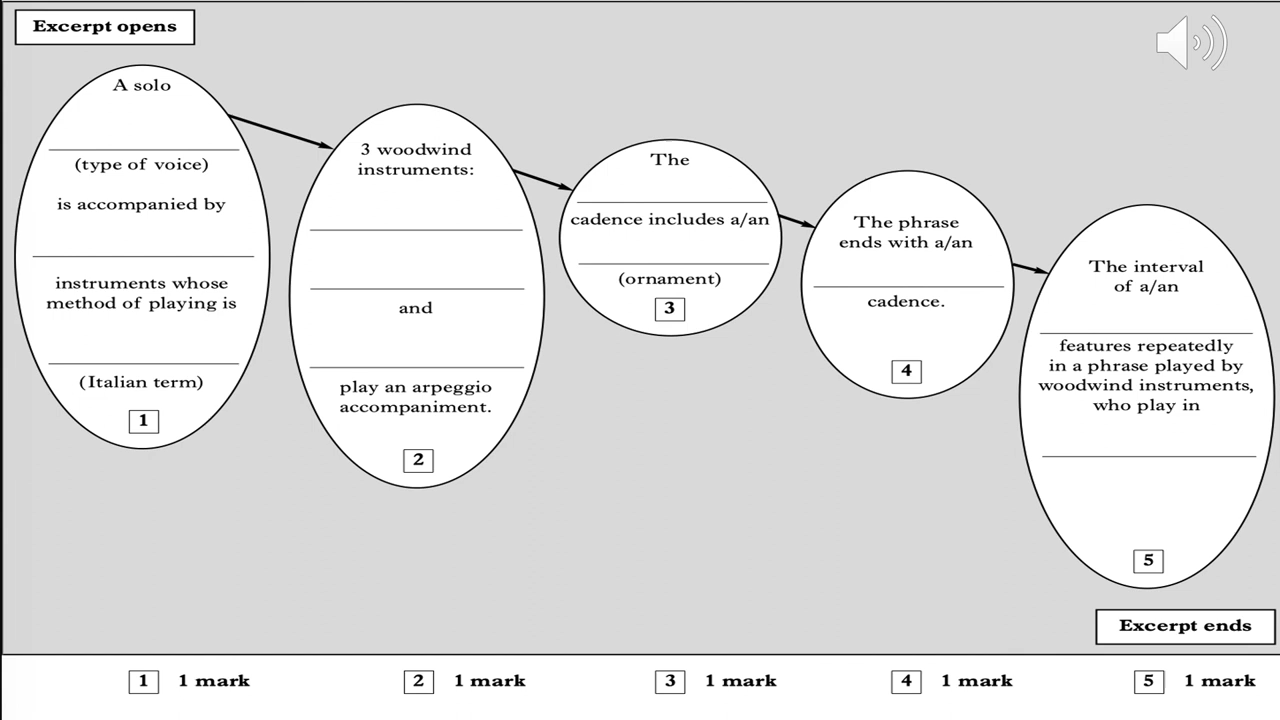 Excerpt opens
A solo
(type of voice)
is accompanied by
instruments whose
method of playing is
(Italian term)
1
3 woodwind
instruments:
and
play an arpeggio
accompaniment.
2
The
cadence includes a/an
(ornament)
3
The phrase
ends with a/an
cadence.
4
The interval
of a/an
features repeatedly
in a phrase played by
woodwind instruments,
who play in
5
Excerpt ends
1 1 mark
2 1 mark
3 1 mark
4 1 mark
5 1 mark